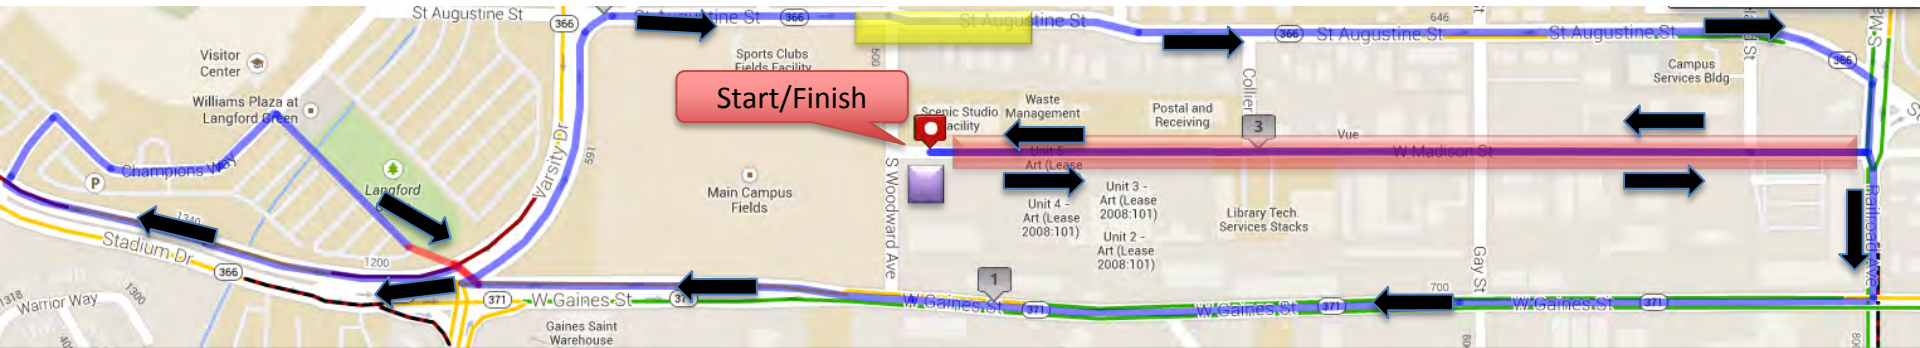 St Augustine St
366
St Augustine St
366
St Augustine St
646
366
St Augustine St
St Augustine St
366
Visitor
Center
Sports Clubs
Fields Facility
500
Campus
Services Bldg
Williams Plaza at
Langford Green
Start/Finish
Scenic Studio
Facility
Waste
Management
Postal and
Receiving
Collier
3
Vue
W Madison St
Varsity Dr
591
Champions Way
P
Langford
Main Campus
Fields
S Woodward Ave
Unit 5
Art (Lease
Unit 4 -
Art (Lease
2008:101)
Unit 3 -
Art (Lease
2008:101)
Unit 2 -
Art (Lease
2008:101)
Library Tech.
Services Stacks
Gay St
Railroad Ave
1340
Stadium Dr
366
1200
371
W Gaines St
371
1
W Gaines St
371
W Gaines St
371
700
W Gaines St
371
1318
Warrior Way
1300
Gaines Saint
Warehouse